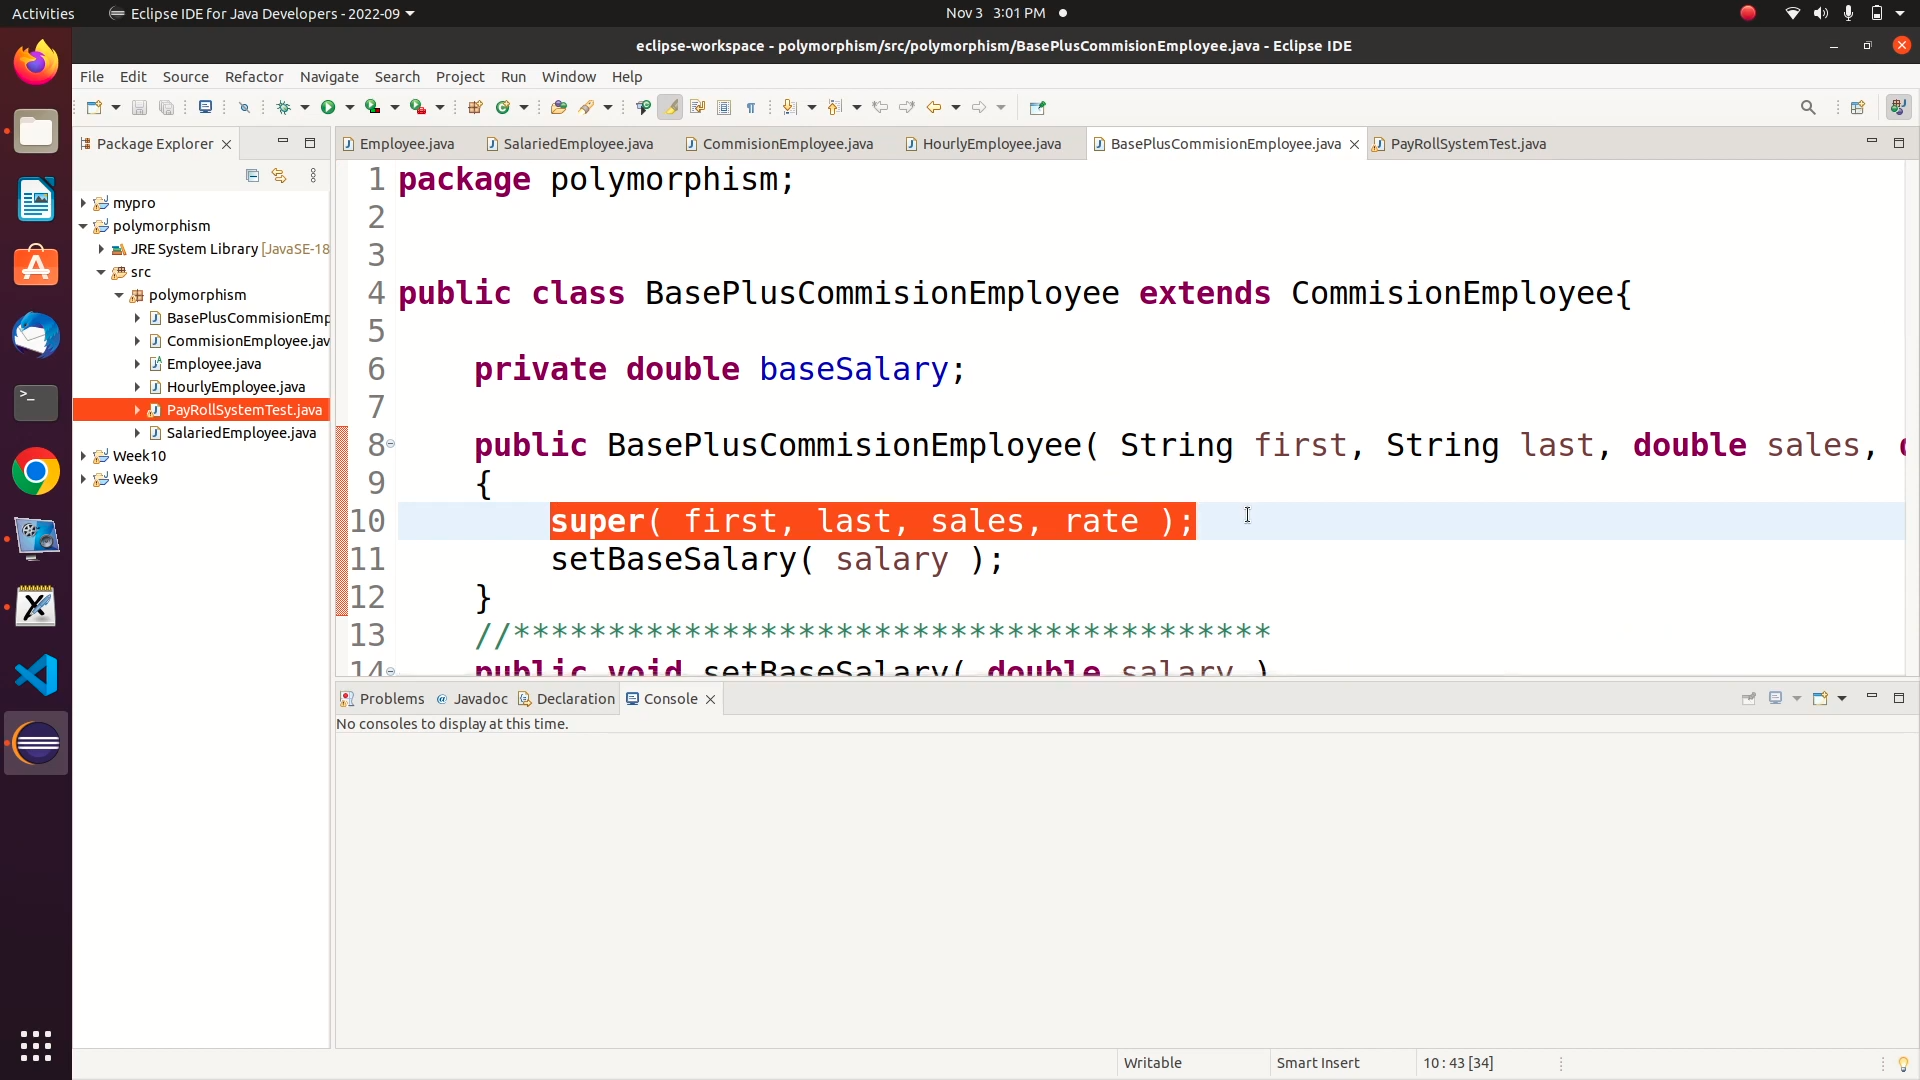 Activities
Eclipse IDE for Java Developers - 2022-09
Nov 3 3:01 PM
eclipse-workspace - polymorphism/src/polymorphism/BasePlusCommisionEmployee.java - Eclipse IDE
File Edit Source Refactor Navigate Search Project Run Window Help
Package Explorer
Employee.java
SalariedEmployee.java
CommisionEmployee.java
HourlyEmployee.java
BasePlusCommisionEmployee.java
PayRollSystemTest.java
mypro
polymorphism
JRE System Library [JavaSE-18
src
polymorphism
BasePlusCommisionEmp
CommisionEmployee.jav
Employee.java
HourlyEmployee.java
PayRollSystemTest.java
SalariedEmployee.java
Week10
Week9
1 package polymorphism;
2
3
4 public class BasePlusCommisionEmployee extends CommisionEmployee{
5
6 private double baseSalary;
7
8 public BasePlusCommisionEmployee( String first, String last, double sales,
9 {
10 super( first, last, sales, rate );
11 setBaseSalary( salary );
12 }
13 //****************************************
14 public void setBaseSalary( double salary )
Problems @ Javadoc Declaration Console
No consoles to display at this time.
Writable
Smart Insert
10 : 43 [34]